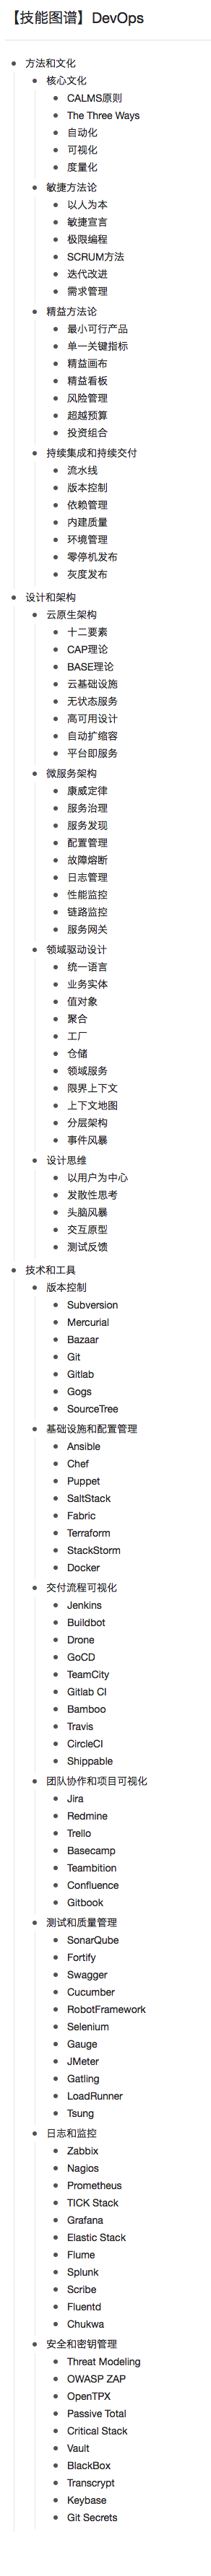 【技能图谱】DevOps
方法和文化
核心文化
CALMS原则
The Three Ways
自动化
可视化
度量化
敏捷方法论
以人为本
敏捷宣言
极限编程
SCRUM方法
迭代改进
需求管理
精益方法论
最小可行产品
单一关键指标
精益画布
精益看板
风险管理
超越预算
投资组合
持续集成和持续交付
流水线
版本控制
依赖管理
内建质量
环境管理
零停机发布
灰度发布
设计和架构
云原生架构
十二要素
CAP理论
BASE理论
云基础设施
无状态服务
高可用设计
自动扩缩容
平台即服务
微服务架构
康威定律
服务治理
服务发现
配置管理
故障熔断
日志管理
性能监控
链路监控
服务网关
领域驱动设计
统一语言
业务实体
值对象
聚合
工厂
仓储
领域服务
限界上下文
上下文地图
分层架构
事件风暴
设计思维
以用户为中心
发散性思考
头脑风暴
交互原型
测试反馈
技术和工具
版本控制
Subversion
Mercurial
Bazaar
Git
Gitlab
Gogs
SourceTree
基础设施和配置管理
Ansible
Chef
Puppet
SaltStack
Fabric
Terraform
StackStorm
Docker
交付流程可视化
Jenkins
Buildbot
Drone
GoCD
TeamCity
Gitlab CI
Bamboo
Travis
CircleCI
Shippable
团队协作和项目可视化
Jira
Redmine
Trello
Basecamp
Teambition
Confluence
Gitbook
测试和质量管理
SonarQube
Fortify
Swagger
Cucumber
RobotFramework
Selenium
Gauge
JMeter
Gatling
LoadRunner
Tsung
日志和监控
Zabbix
Nagios
Prometheus
TICK Stack
Grafana
Elastic Stack
Flume
Splunk
Scribe
Fluentd
Chukwa
安全和密钥管理
Threat Modeling
OWASP ZAP
OpenTPX
Passive Total
Critical Stack
Vault
BlackBox
Transcrypt
Keybase
Git Secrets